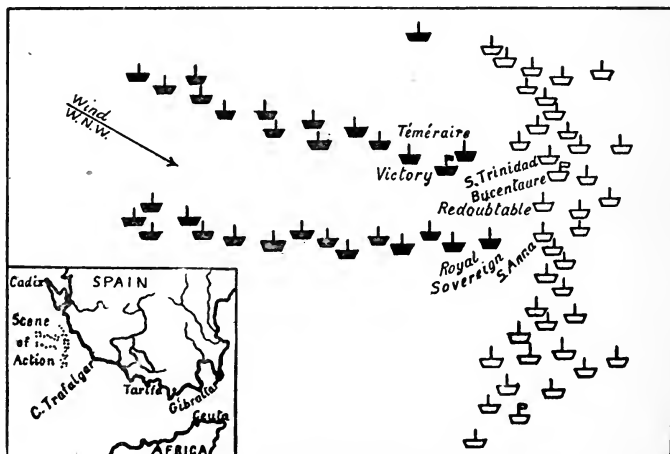 Wind
W.N.W.
Téméraire
Victory
S. Trinidad
Bucentaure
Redoubtable
Royal
Sovereign
S. Anna
Cadiz
SPAIN
Scene
of
Action
C. Trafalgar
Tarifa
Gibraltar
Ceuta
AFRICA